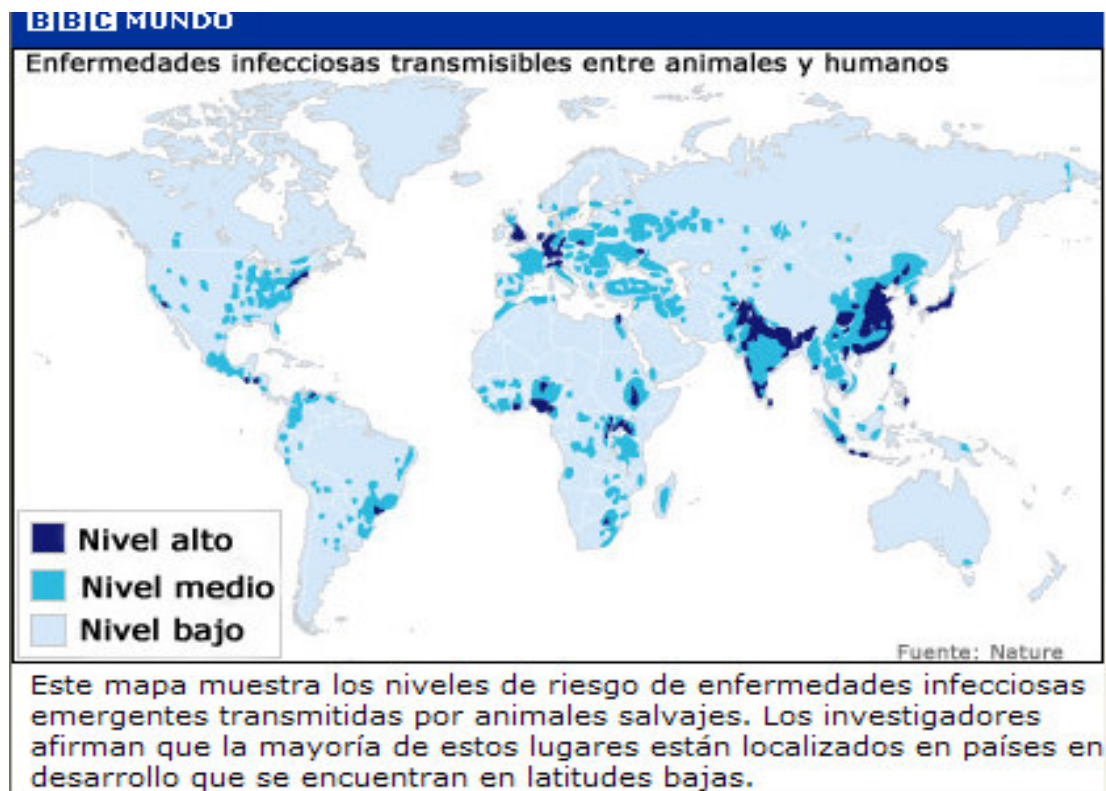 BBC MUNDO
Enfermedades infecciosas transmisibles entre animales y humanos
Nivel alto
Nivel medio
Nivel bajo
Fuente: Nature
Este mapa muestra los niveles de riesgo de enfermedades infecciosas
emergentes transmitidas por animales salvajes. Los investigadores
afirman que la mayoría de estos lugares están localizados en países en
desarrollo que se encuentran en latitudes bajas.